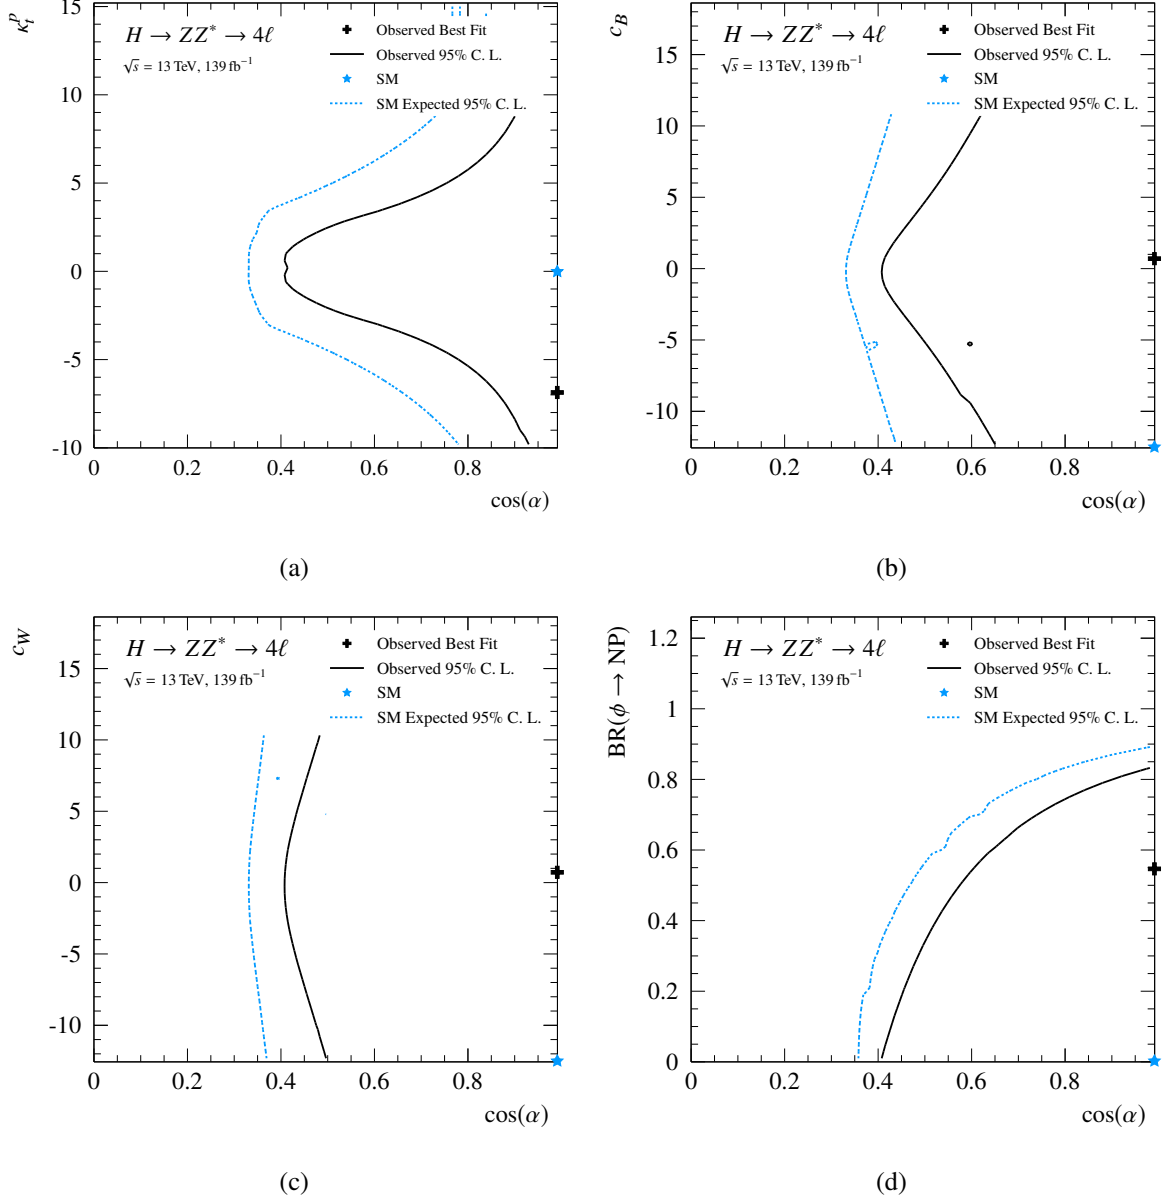 κ_t^p
H → ZZ* → 4ℓ
√s = 13 TeV, 139 fb⁻¹
Observed Best Fit
Observed 95% C. L.
SM
SM Expected 95% C. L.
15
10
5
0
-5
-10
0 0.2 0.4 0.6 0.8
cos(α)
(a)
c_B
H → ZZ* → 4ℓ
√s = 13 TeV, 139 fb⁻¹
Observed Best Fit
Observed 95% C. L.
SM
SM Expected 95% C. L.
15
10
5
0
-5
-10
0 0.2 0.4 0.6 0.8
cos(α)
(b)
c_W
H → ZZ* → 4ℓ
√s = 13 TeV, 139 fb⁻¹
Observed Best Fit
Observed 95% C. L.
SM
SM Expected 95% C. L.
15
10
5
0
-5
-10
0 0.2 0.4 0.6 0.8
cos(α)
(c)
BR(ϕ → NP)
H → ZZ* → 4ℓ
√s = 13 TeV, 139 fb⁻¹
Observed Best Fit
Observed 95% C. L.
SM
SM Expected 95% C. L.
1.2
1
0.8
0.6
0.4
0.2
0
0 0.2 0.4 0.6 0.8
cos(α)
(d)